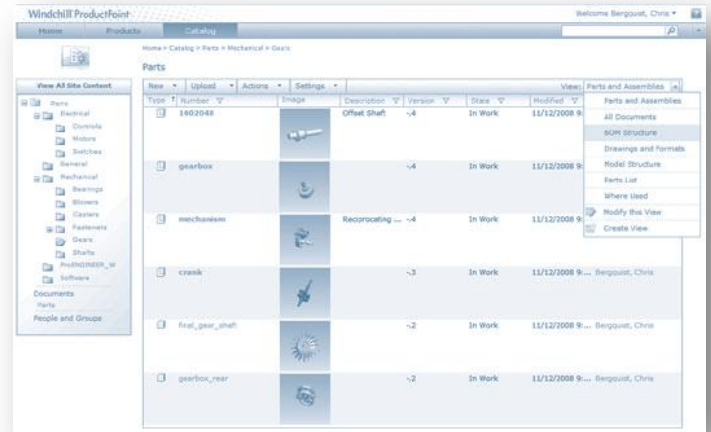 Windchill ProductPoint
Welcome Bergquist, Chris
Home Products Catalog
Home > Catalog > Parts > Mechanical > Gears
Parts
View All Site Content
New Upload Actions Settings View: Parts and Assemblies
Type Number Image Description Version State Modified
Parts
Electrical
Controls
Motors
Switches
General
Mechanical
Bearings
Blowers
Casters
Fasteners
Gears
Shafts
ProENGINEER_W
Software
Documents
Parts
People and Groups
1602048 Offset Shaft -.4 In Work 11/12/2008 9:
gearbox -.4 In Work 11/12/2008 9:
mechanism Reciprocating ... -.4 In Work 11/12/2008 9:
crank -.3 In Work 11/12/2008 9:... Bergquist, Chris
final_gear_shaft -.2 In Work 11/12/2008 9:... Bergquist, Chris
gearbox_rear -.2 In Work 11/12/2008 9:... Bergquist, Chris
Parts and Assemblies
All Documents
BOM Structure
Drawings and Formats
Model Structure
Parts List
Where Used
Modify this View
Create View